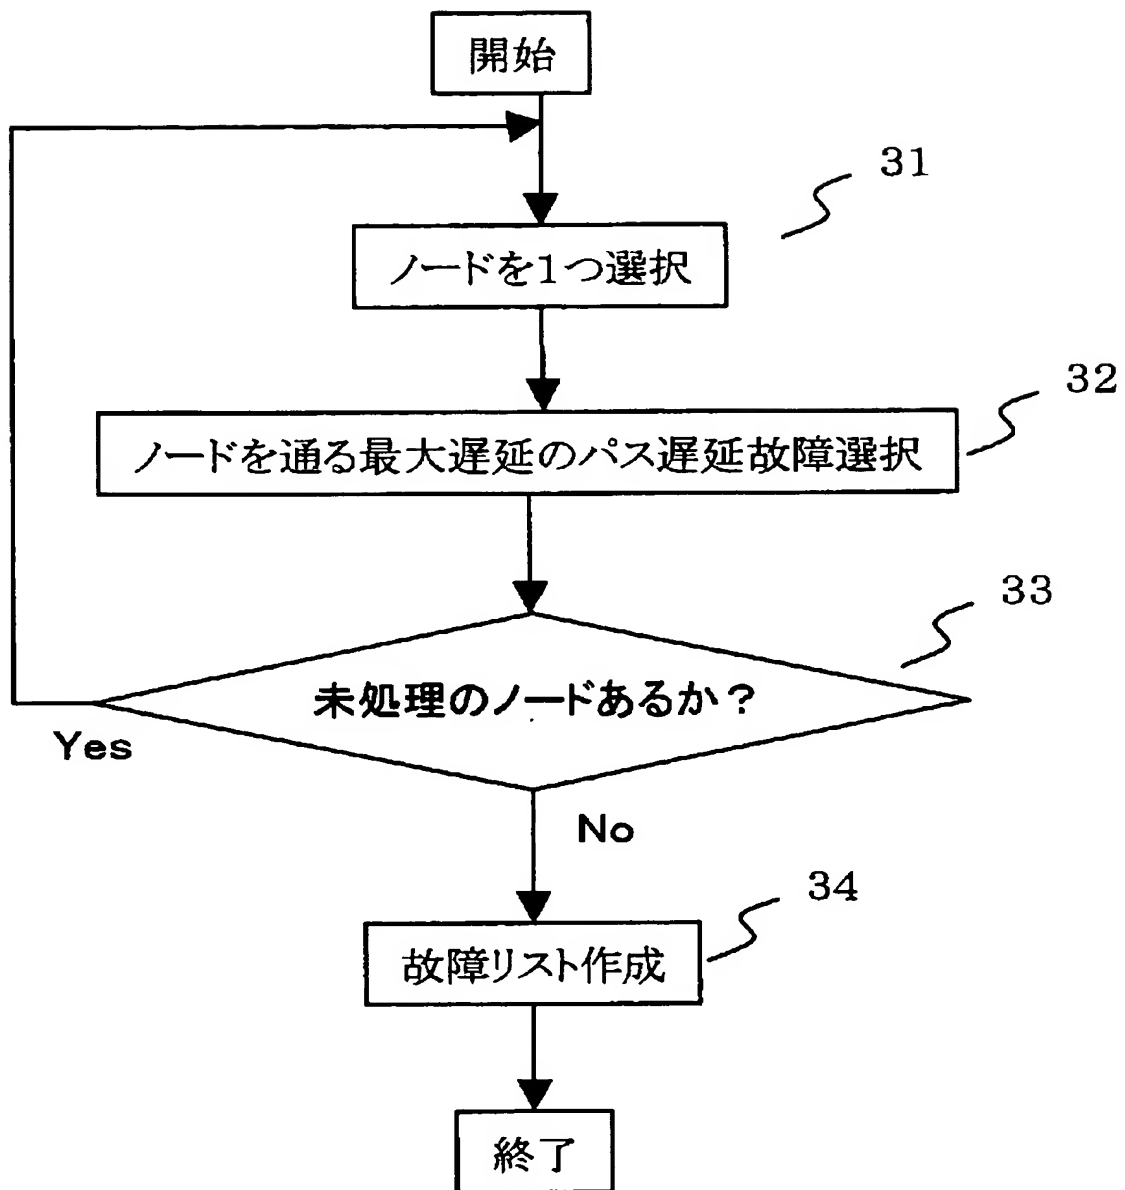 開始
31
ノードを1つ選択
32
ノードを通る最大遅延のパス遅延故障選択
33
未処理のノードあるか？
Yes
No
34
故障リスト作成
終了